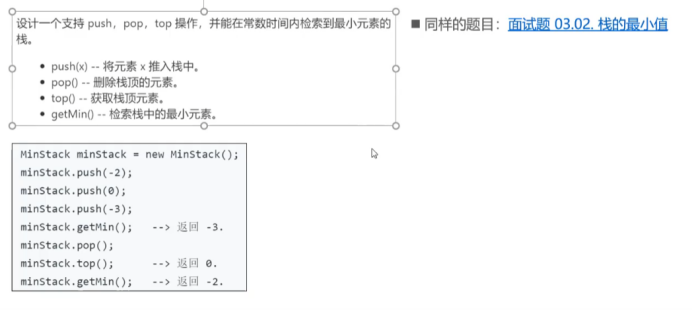 设计一个支持 push，pop，top 操作，并能在常数时间内检索到最小元素的
栈。
• push(x) -- 将元素 x 推入栈中。
• pop() -- 删除栈顶的元素。
• top() -- 获取栈顶元素。
• getMin() -- 检索栈中的最小元素。
■ 同样的题目：面试题 03.02. 栈的最小值
MinStack minStack = new MinStack();
minStack.push(-2);
minStack.push(0);
minStack.push(-3);
minStack.getMin();   --> 返回 -3.
minStack.pop();
minStack.top();      --> 返回 0.
minStack.getMin();   --> 返回 -2.